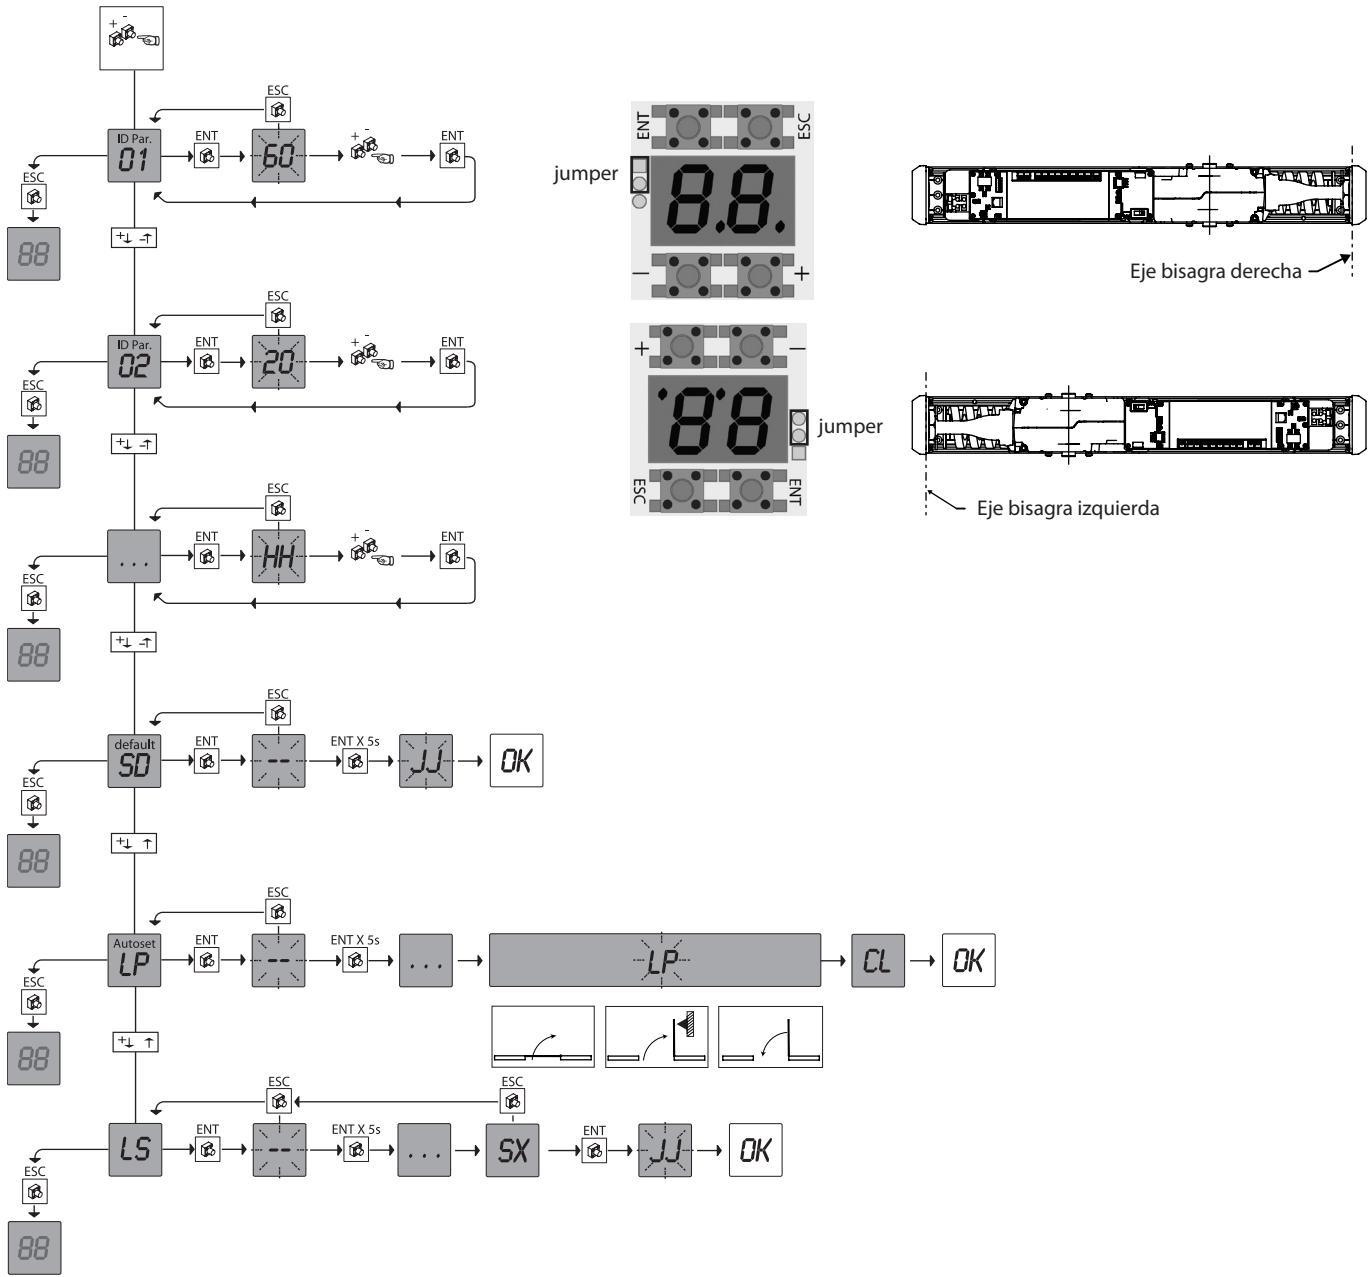 + -
ESC
ID Par.
01
ENT
60
+ -
ENT
ESC
88
+ -
ESC
ID Par.
02
ENT
20
+ -
ENT
ESC
88
+ -
ESC
...
ENT
HH
+ -
ENT
ESC
88
+ -
ESC
default
SD
ENT
--
ENT X 5s
JJ
OK
ESC
88
+
ESC
Autoset
LP
ENT
--
ENT X 5s
...
LP
CL
OK
ESC
88
+
ESC
ESC
LS
ENT
--
ENT X 5s
...
SX
ENT
JJ
OK
ESC
88
ENT
ESC
jumper
8.8.
-
+
+
-
88
jumper
ESC
ENT
Eje bisagra derecha
Eje bisagra izquierda